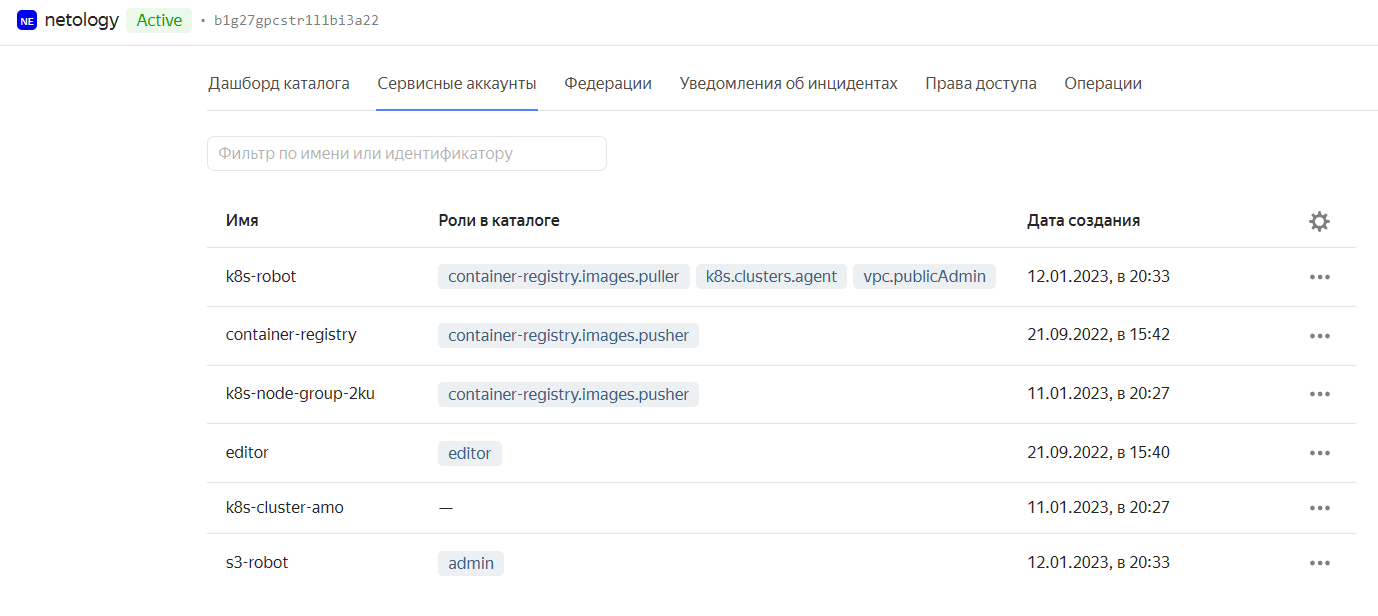 NE netology Active • b1g27gpcstr1l1bi3a22
Дашборд каталога Сервисные аккаунты Федерации Уведомления об инцидентах Права доступа Операции
Фильтр по имени или идентификатору
Имя Роли в каталоге Дата создания
k8s-robot container-registry.images.puller k8s.clusters.agent vpc.publicAdmin 12.01.2023, в 20:33
container-registry container-registry.images.pusher 21.09.2022, в 15:42
k8s-node-group-2ku container-registry.images.pusher 11.01.2023, в 20:27
editor editor 21.09.2022, в 15:40
k8s-cluster-amo — 11.01.2023, в 20:27
s3-robot admin 12.01.2023, в 20:33